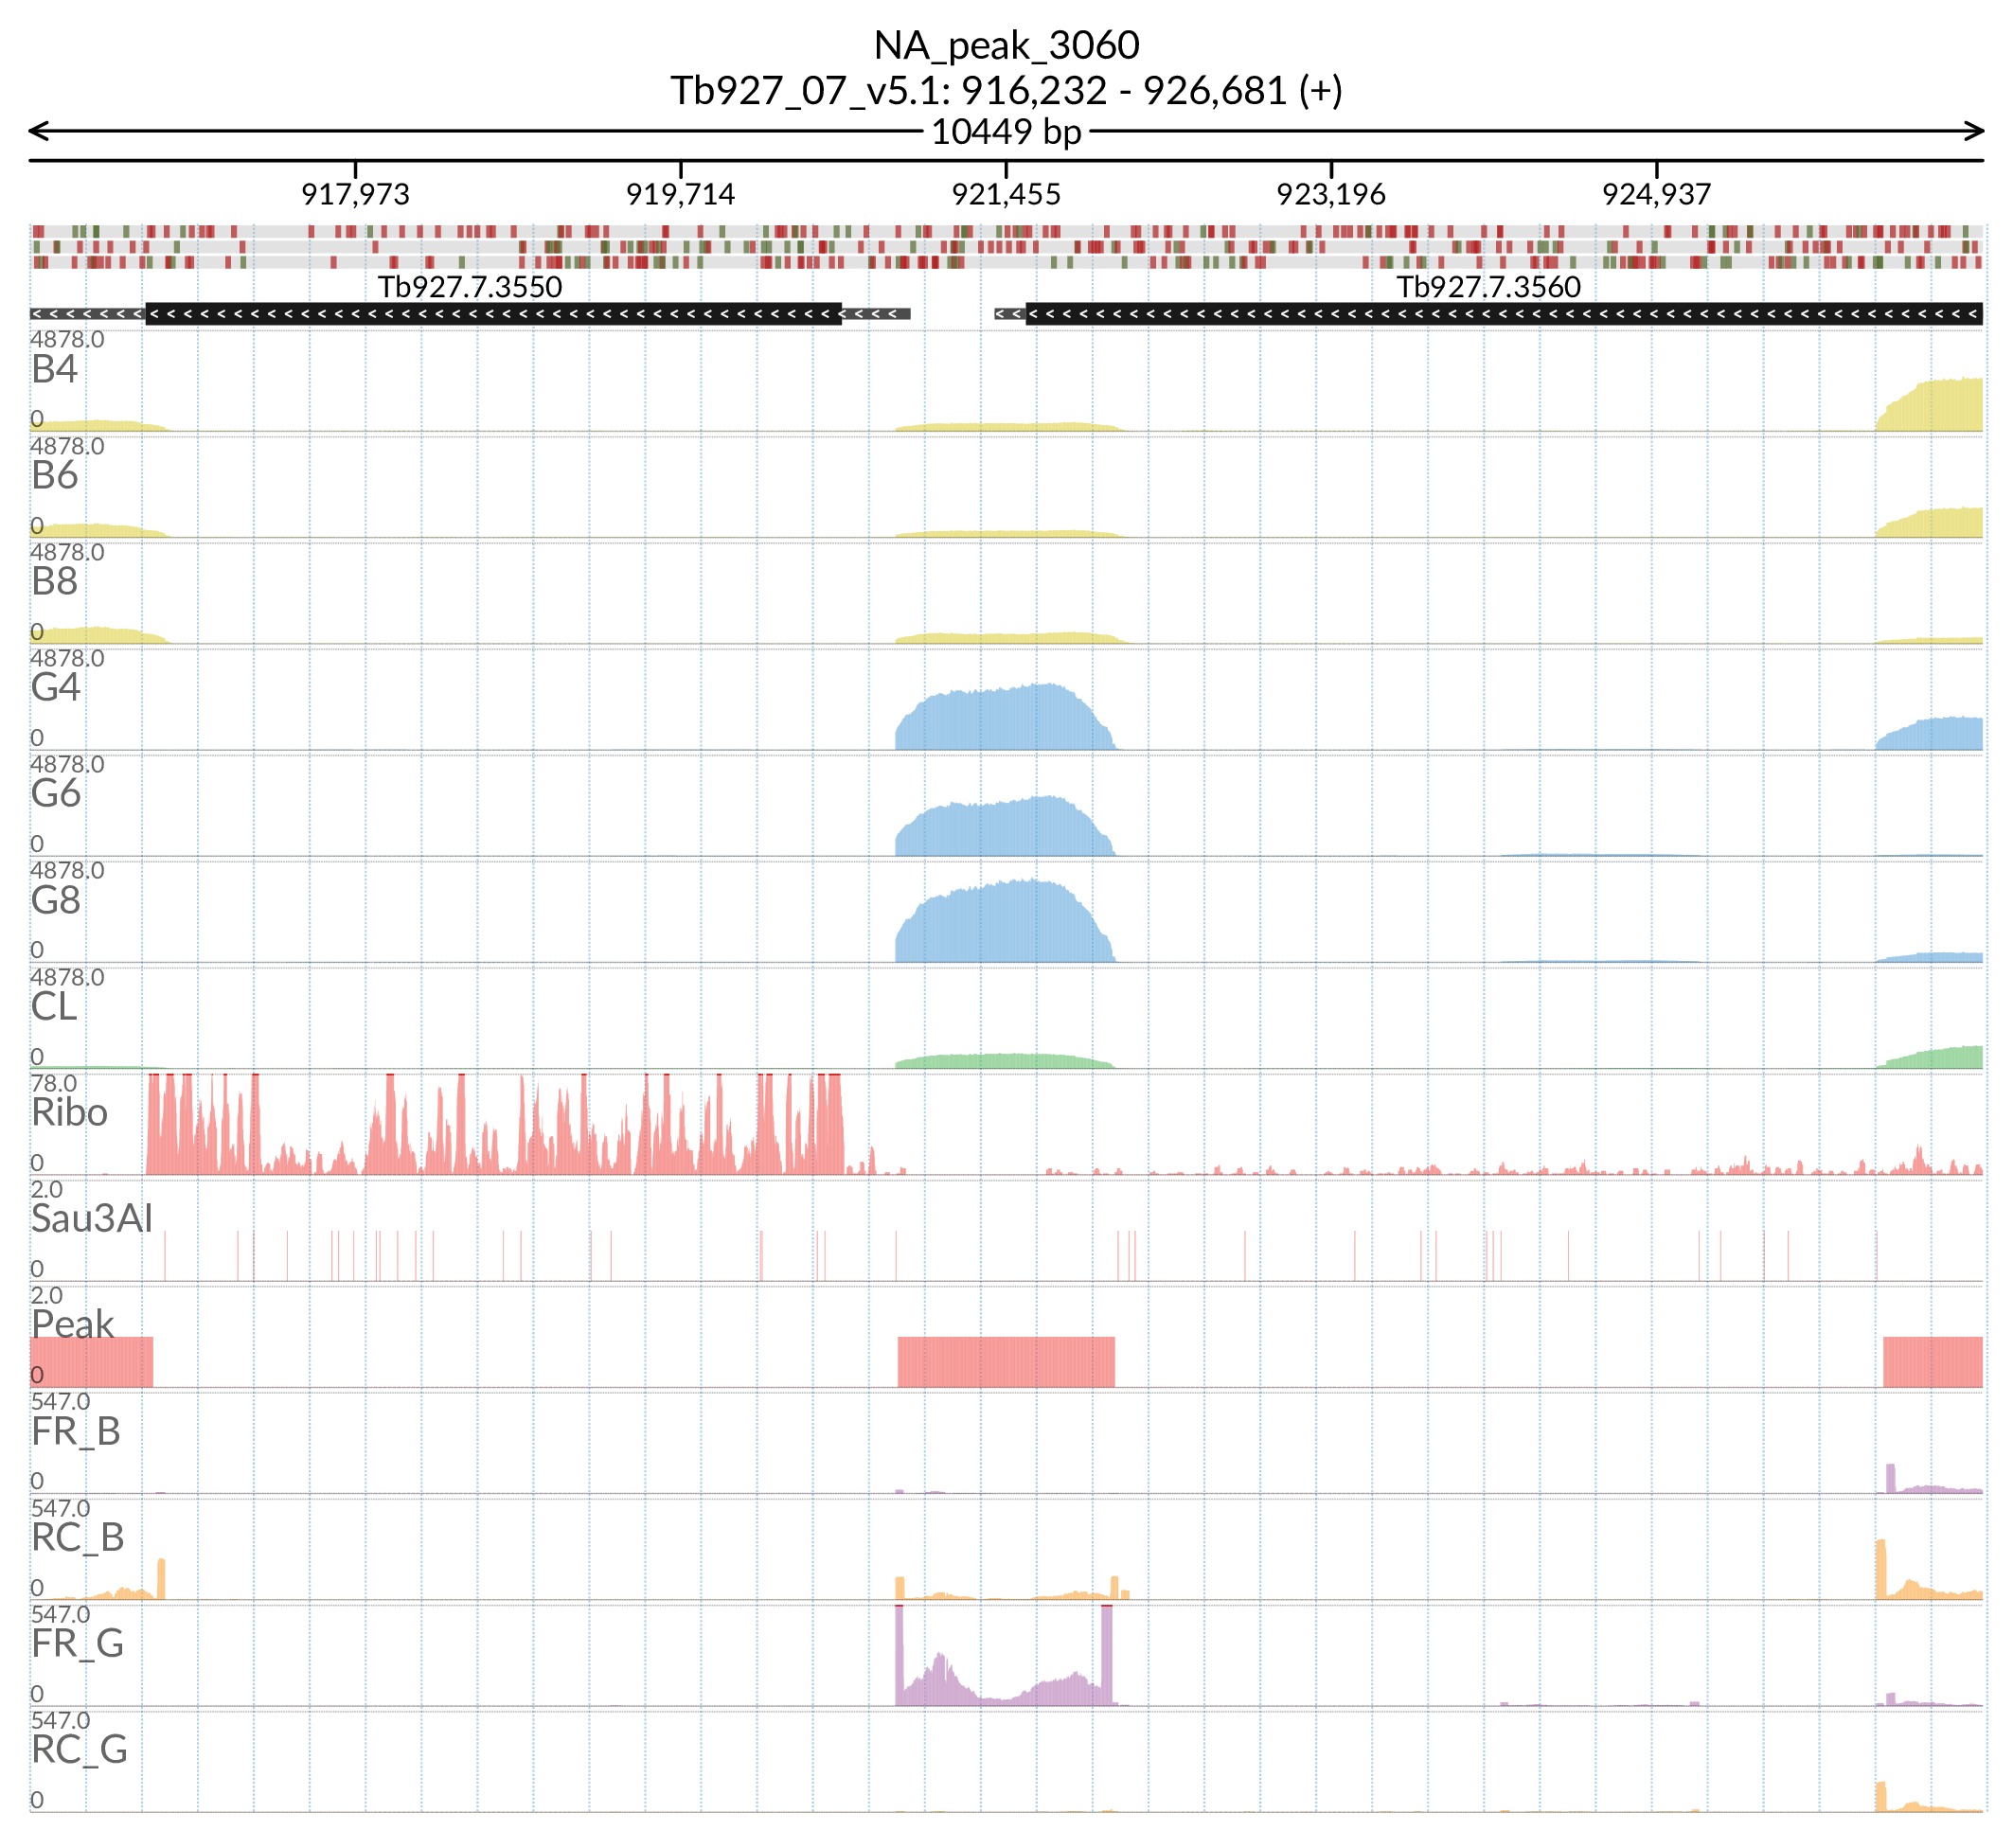 NA_peak_3060
Tb927_07_v5.1: 916,232 - 926,681 (+)
10449 bp
917,973 919,714 921,455 923,196 924,937
Tb927.7.3550 Tb927.7.3560
4878.0
B4
0
4878.0
B6
0
4878.0
B8
0
4878.0
G4
0
4878.0
G6
0
4878.0
G8
0
4878.0
CL
0
78.0
Ribo
0
2.0
Sau3AI
0
2.0
Peak
0
547.0
FR_B
0
547.0
RC_B
0
547.0
FR_G
0
547.0
RC_G
0